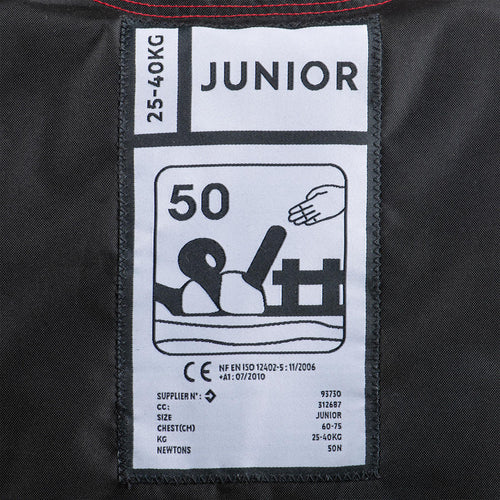 25-40KG
JUNIOR
50
CE NF EN ISO 12402-5 : 11/2006
+A1 : 07/2010
SUPPLIER N° : 93730
CC : 312687
SIZE JUNIOR
CHEST(CM) 60-75
KG 25-40KG
NEWTONS 50N